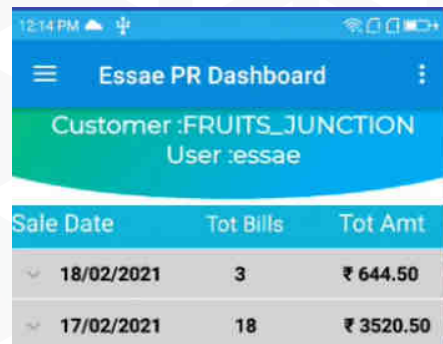 12:14 PM
Essae PR Dashboard
Customer :FRUITS_JUNCTION
User :essae
Sale Date Tot Bills Tot Amt
18/02/2021 3 ₹ 644.50
17/02/2021 18 ₹ 3520.50